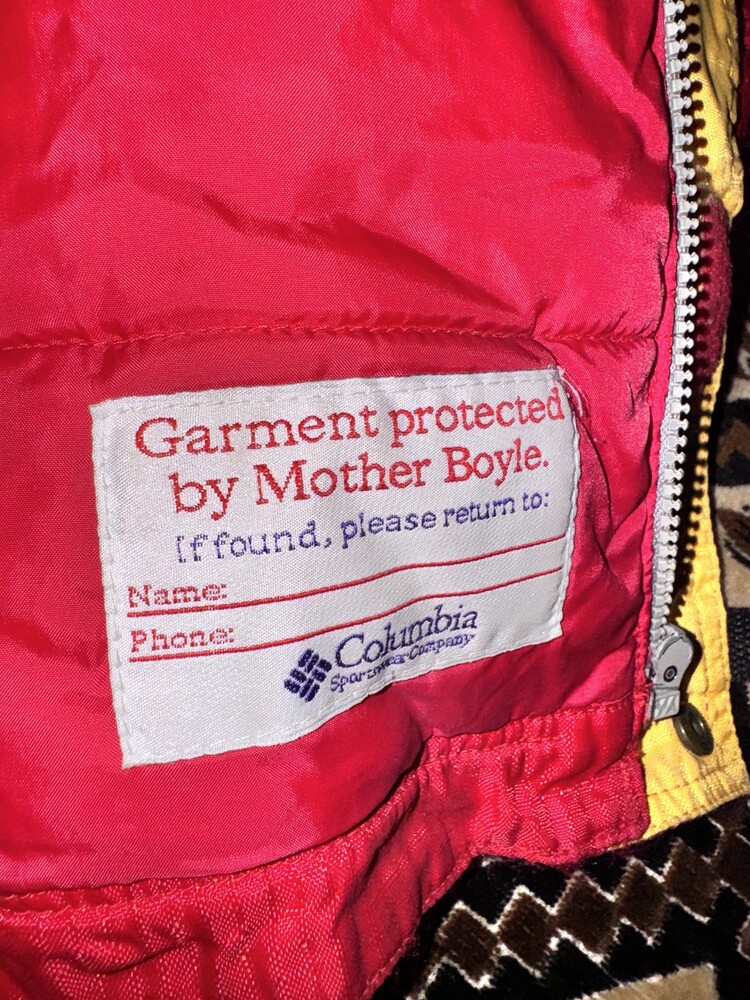 Garment protected
by Mother Boyle.
If found, please return to:
Name:
Phone:
Columbia
Sportswear Company